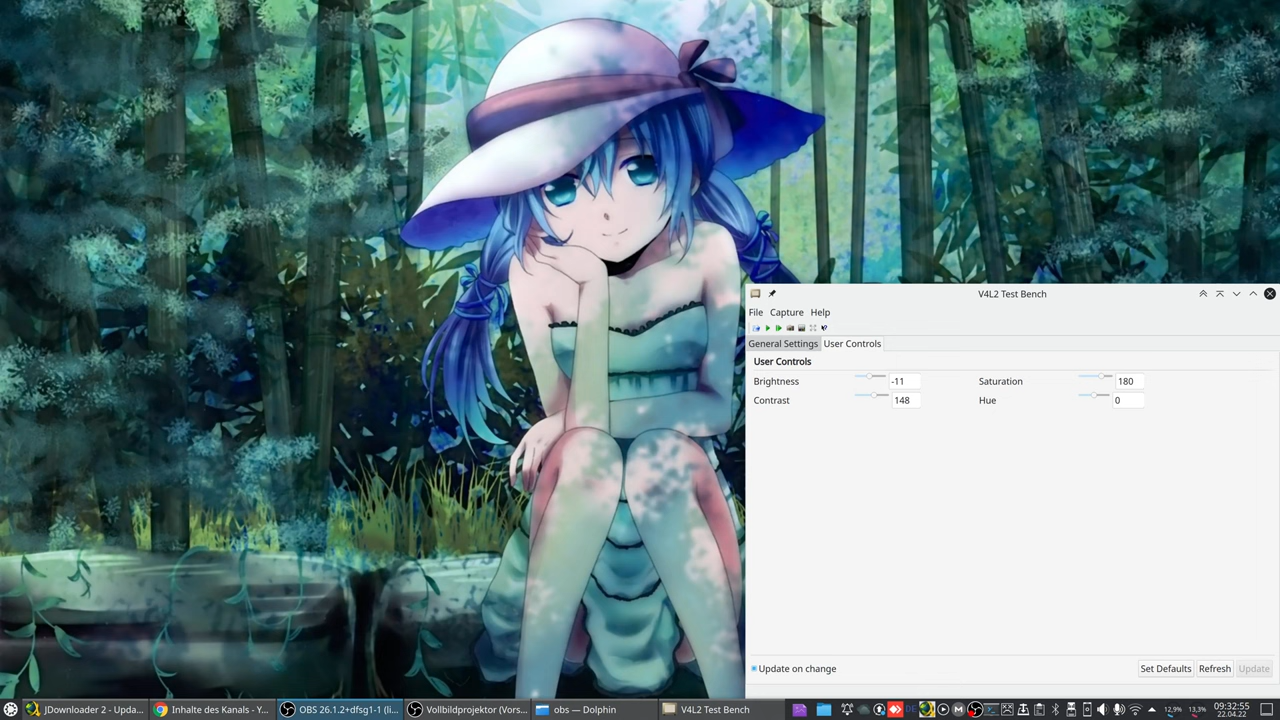 V4L2 Test Bench
File Capture Help
General Settings User Controls
User Controls
Brightness -11 Saturation 180
Contrast 148 Hue 0
Update on change Set Defaults Refresh Update
JDownloader 2 - Upda... Inhalte des Kanals - Y... OBS 26.1.2+dfsg1-1 (li... Vollbildprojektor (Vors... obs — Dolphin V4L2 Test Bench DE 12,9% 13,3% 09:32:55
22.04.22